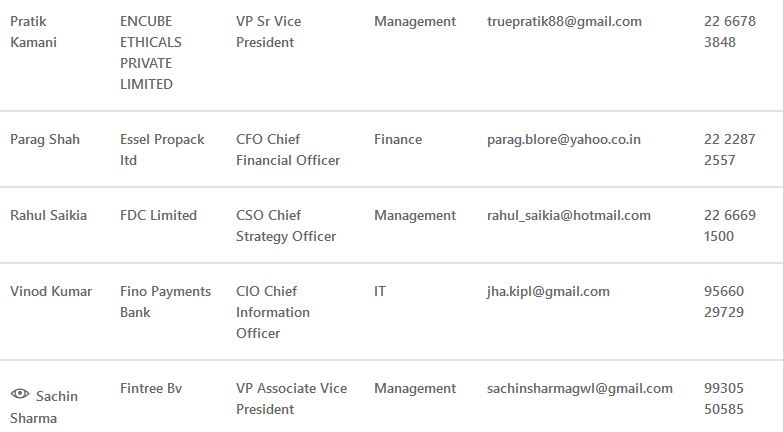 Pratik Kamani ENCUBE ETHICALS PRIVATE LIMITED VP Sr Vice President Management truepratik88@gmail.com 22 6678 3848
Parag Shah Essel Propack ltd CFO Chief Financial Officer Finance parag.blore@yahoo.co.in 22 2287 2557
Rahul Saikia FDC Limited CSO Chief Strategy Officer Management rahul_saikia@hotmail.com 22 6669 1500
Vinod Kumar Fino Payments Bank CIO Chief Information Officer IT jha.kipl@gmail.com 95660 29729
Sachin Sharma Fintree Bv VP Associate Vice President Management sachinsharmagwl@gmail.com 99305 50585